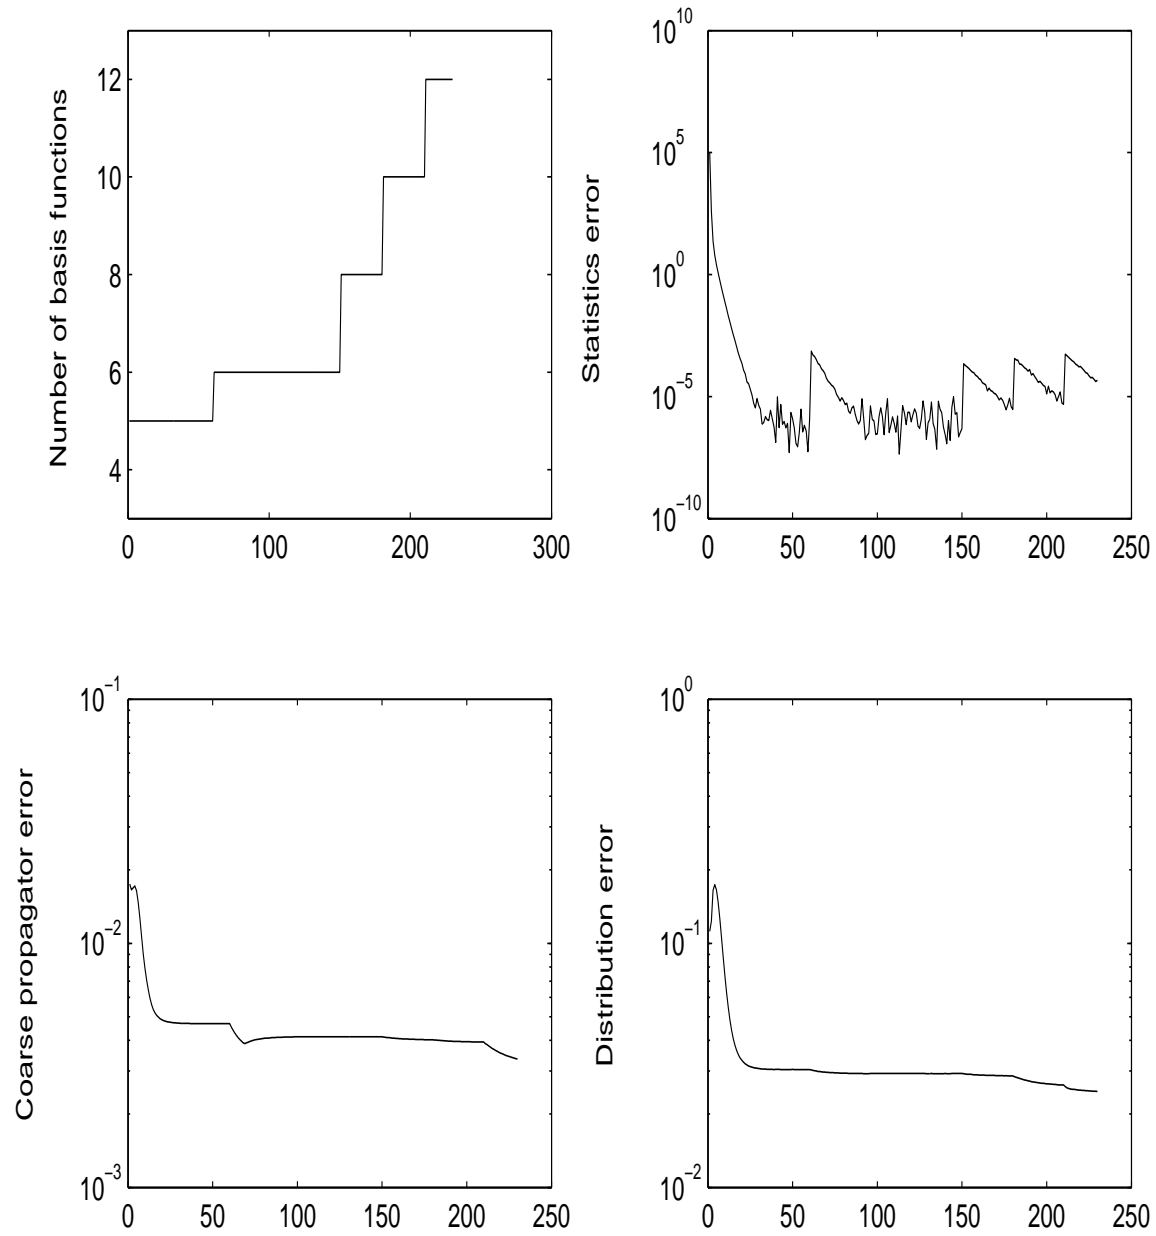 Number of basis functions
12
10
8
6
4
0 100 200 300
Statistics error
10^10
10^5
10^0
10^−5
10^−10
0 50 100 150 200 250
Coarse propagator error
10^−1
10^−2
10^−3
0 50 100 150 200 250
Distribution error
10^0
10^−1
10^−2
0 50 100 150 200 250